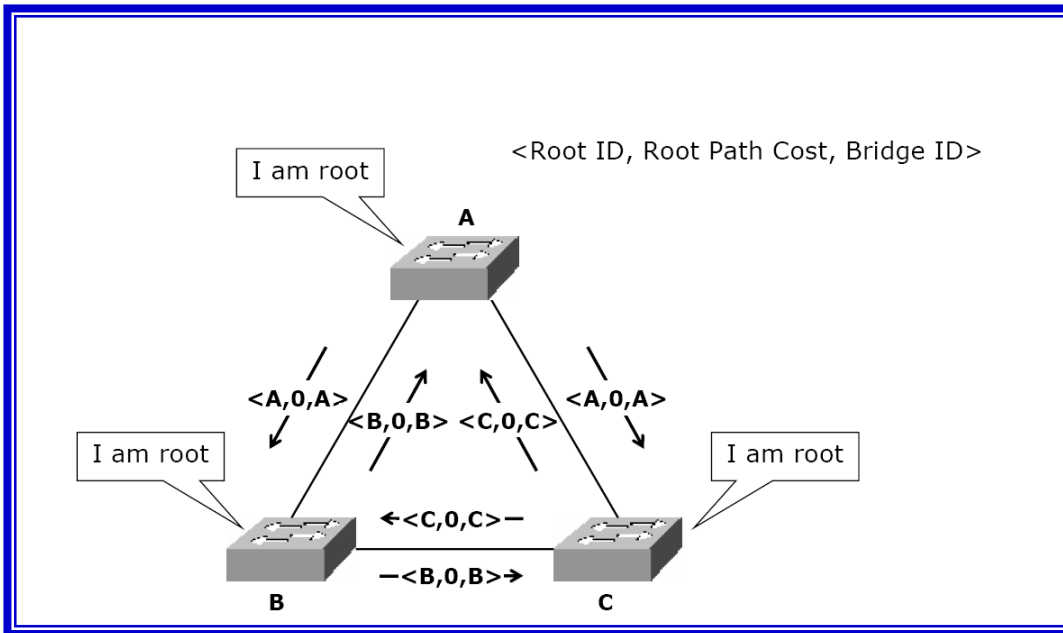 <Root ID, Root Path Cost, Bridge ID>
I am root
A
<A,0,A>
<B,0,B>
<C,0,C>
<A,0,A>
I am root
I am root
<C,0,C>
<B,0,B>
B
C